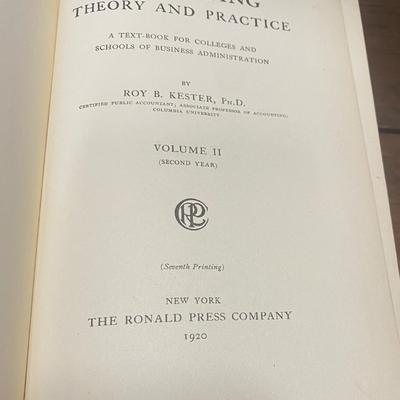 THEORY AND PRACTICE
A TEXT-BOOK FOR COLLEGES AND
SCHOOLS OF BUSINESS ADMINISTRATION
BY
ROY B. KESTER, PH.D.
CERTIFIED PUBLIC ACCOUNTANT; ASSOCIATE PROFESSOR OF ACCOUNTING,
COLUMBIA UNIVERSITY
VOLUME II
(SECOND YEAR)
(Seventh Printing)
NEW YORK
THE RONALD PRESS COMPANY
1920